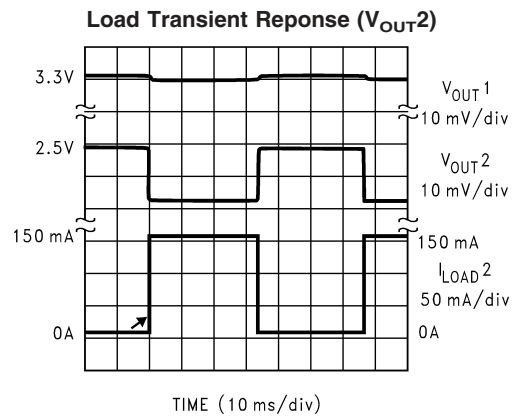 Load Transient Reponse (VOUT2)
3.3V
VOUT1
10 mV/div
2.5V
VOUT2
10 mV/div
150 mA
150 mA
ILOAD2
50 mA/div
0A
0A
TIME (10 ms/div)